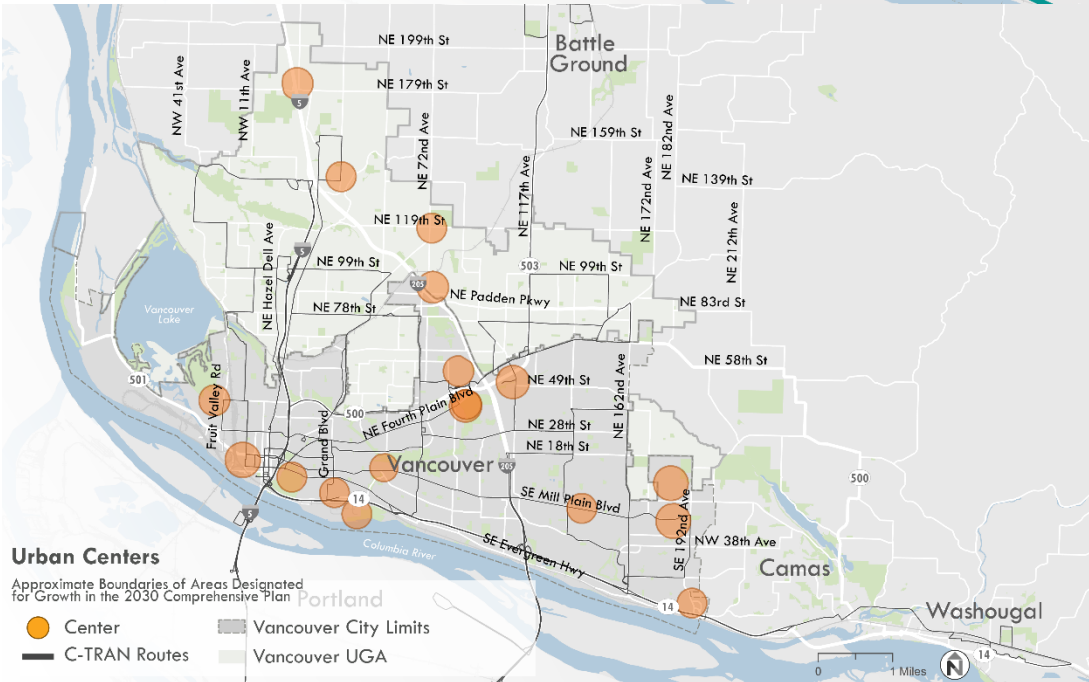 NE 199th St
Battle
Ground
NE 179th St
NW 41st Ave
NW 11th Ave
5
NE 72nd Ave
NE 159th St
NE 182nd Ave
NE 117th Ave
NE 172nd Ave
NE 139th St
NE 212th Ave
NE 119th St
NE Hazel Dell Ave
5
NE 99th St
503
NE 99th St
205
NE Padden Pkwy
NE 83rd St
NE 78th St
Vancouver
Lake
NE 58th St
501
Fruit Valley Rd
NE 49th St
NE 162nd Ave
500
NE Fourth Plain Blvd
Grand Blvd
NE 28th St
NE 18th St
Vancouver
205
500
14
SE Mill Plain Blvd
SE 192nd Ave
5
NW 38th Ave
Columbia River
SE Evergreen Hwy
Camas
14
Washougal
14
Portland
Urban Centers
Approximate Boundaries of Areas Designated
for Growth in the 2030 Comprehensive Plan
Center
Vancouver City Limits
C-TRAN Routes
Vancouver UGA
0 1 Miles
N